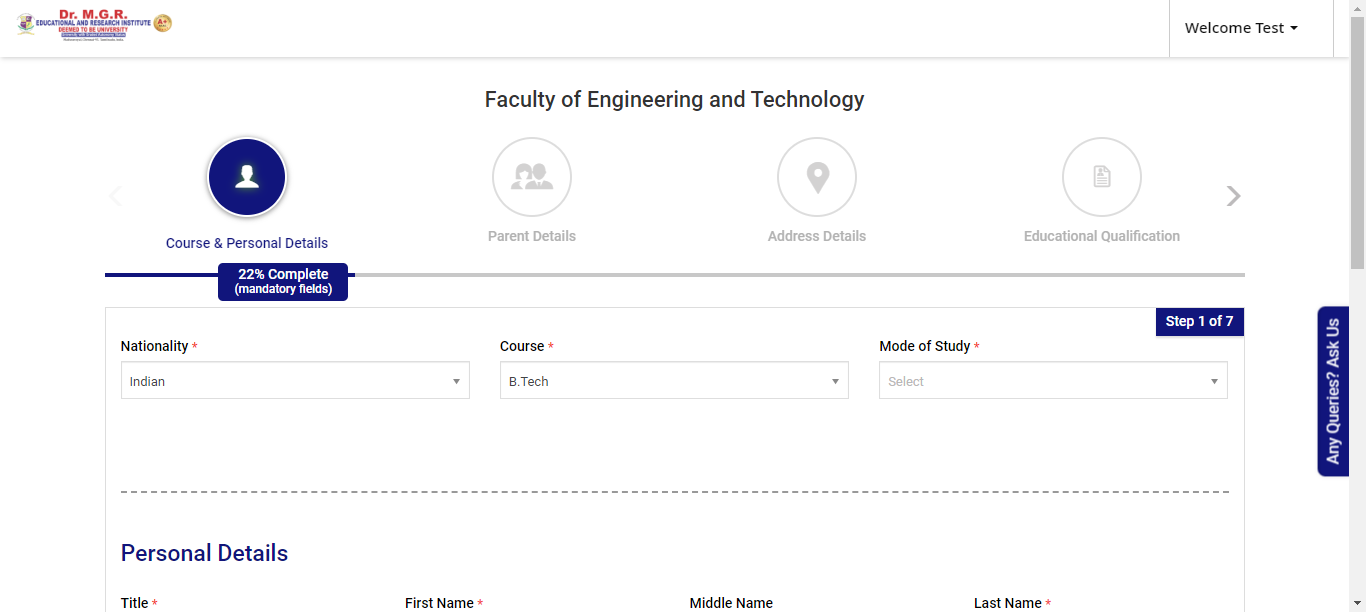 Dr. M.G.R.
EDUCATIONAL AND RESEARCH INSTITUTE
DEEMED TO BE UNIVERSITY
Welcome Test
Faculty of Engineering and Technology
Course & Personal Details
Parent Details
Address Details
Educational Qualification
22% Complete
(mandatory fields)
Step 1 of 7
Nationality *
Course *
Mode of Study *
Indian
B.Tech
Select
Any Queries? Ask Us
Personal Details
Title *
First Name *
Middle Name
Last Name *